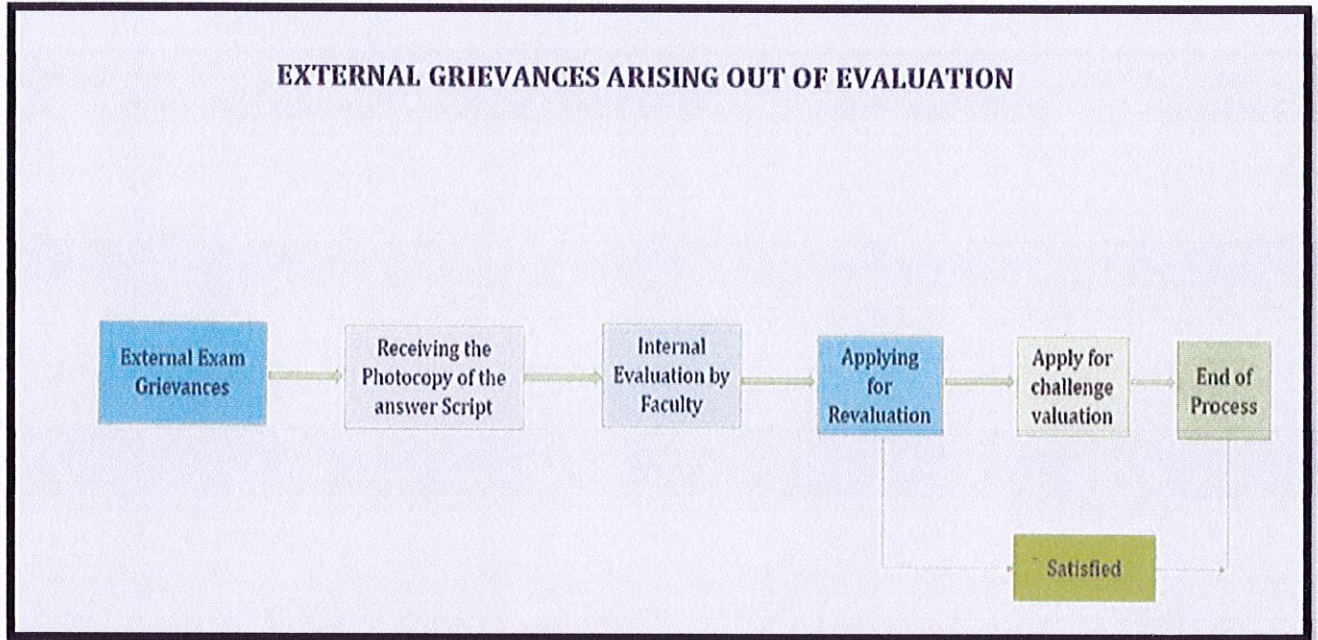 EXTERNAL GRIEVANCES ARISING OUT OF EVALUATION
External Exam
Grievances
Receiving the
Photocopy of the
answer Script
Internal
Evaluation by
Faculty
Applying
for
Revaluation
Apply for
challenge
valuation
End of
Process
Satisfied